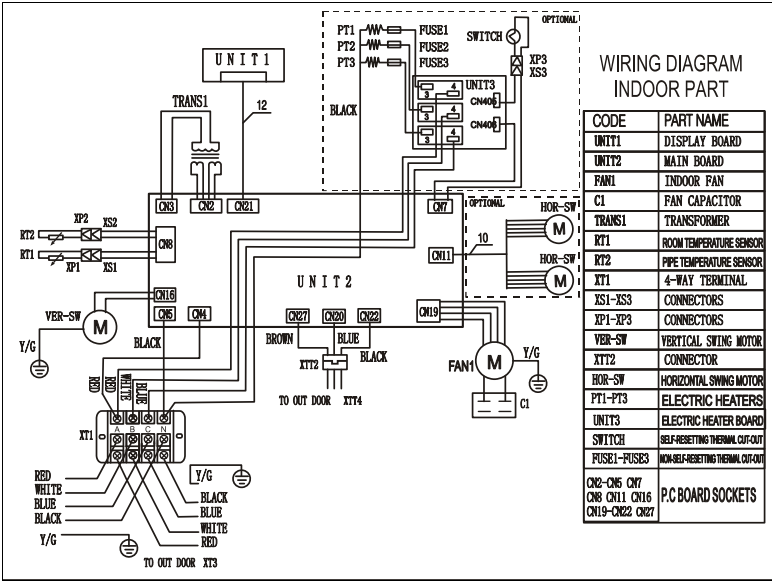 OPTIONAL
PT1
FUSE1
PT2
FUSE2
PT3
FUSE3
SWITCH
XP3
XS3
UNIT1
TRANS1
12
BLACK
UNIT3
3
4
3
4
3
4
CN406
CN406
WIRING DIAGRAM
INDOOR PART
CODE PART NAME
UNIT1 DISPLAY BOARD
UNIT2 MAIN BOARD
FAN1 INDOOR FAN
C1 FAN CAPACITOR
TRANS1 TRANSFORMER
RT1 ROOM TEMPERATURE SENSOR
RT2 PIPE TEMPERATURE SENSOR
XT1 4-WAY TERMINAL
XS1-XS3 CONNECTORS
XP1-XP3 CONNECTORS
VER-SW VERTICAL SWING MOTOR
XTT2 CONNECTOR
HOR-SW HORIZONTAL SWING MOTOR
PT1-PT3 ELECTRIC HEATERS
UNIT3 ELECTRIC HEATER BOARD
SWITCH SELF-RESETTING THERMAL CUT-OUT
FUSE1-FUSE3 NON-SELF-RESETTING THERMAL CUT-OUT
CN2-CN5 CN7
CN8 CN11 CN16
CN19-CN22 CN27
P.C BOARD SOCKETS
CN3
CN2
CN21
CN7
OPTIONAL
HOR-SW
M
HOR-SW
M
10
CN11
XP2
XS2
RT2
RT1
XP1
XS1
CN8
UNIT2
CN16
CN5
CN4
CN27
CN20
CN22
CN19
VER-SW
M
Y/G
BLACK
BROWN
BLUE
BLACK
XTT2
TO OUT DOOR XTT4
FAN1
M
Y/G
C1
RED
RED
WHITE
BLUE
XT1
A
B
C
N
RED
WHITE
BLUE
BLACK
Y/G
Y/G
BLACK
BLUE
WHITE
RED
TO OUT DOOR XT3